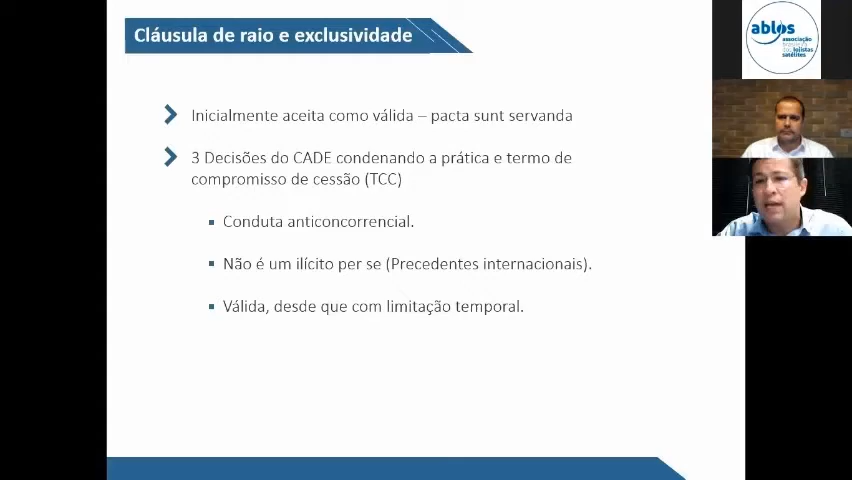 Cláusula de raio e exclusividade
Inicialmente aceita como válida – pacta sunt servanda
3 Decisões do CADE condenando a prática e termo de
compromisso de cessão (TCC)
Conduta anticoncorrencial.
Não é um ilícito per se (Precedentes internacionais).
Válida, desde que com limitação temporal.
ablos
associação
lojistas
satélites